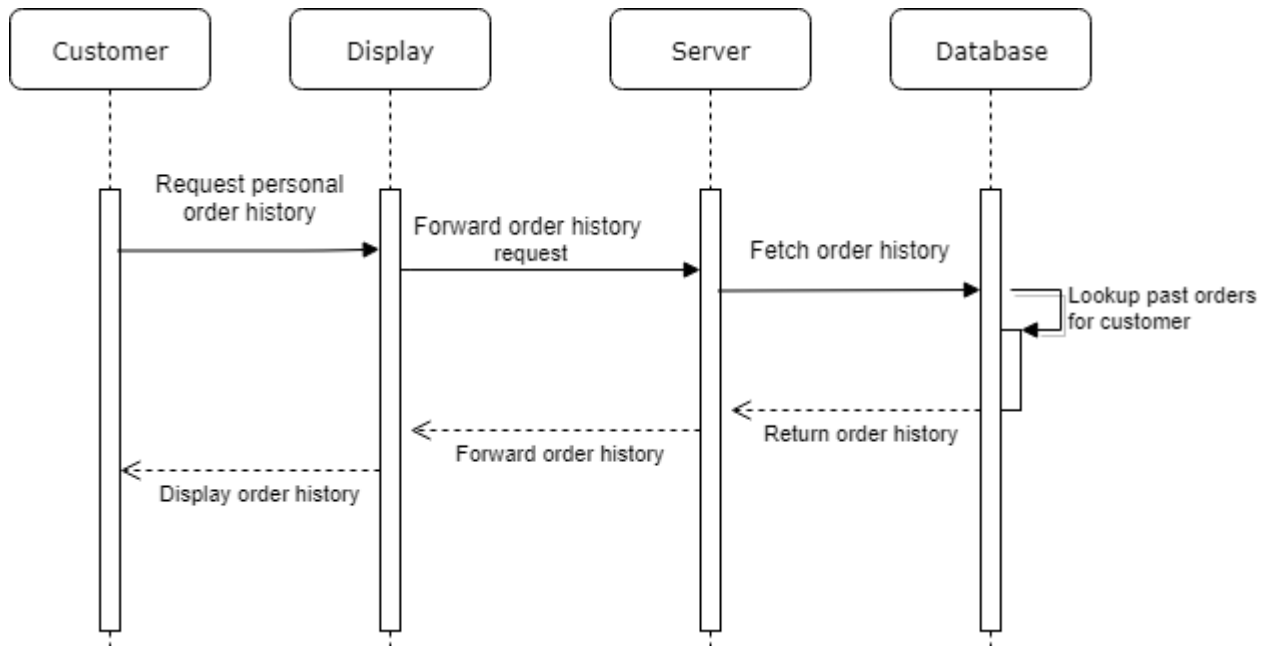 Customer
Display
Server
Database
Request personal
order history
Forward order history
request
Fetch order history
Lookup past orders
for customer
Return order history
Forward order history
Display order history